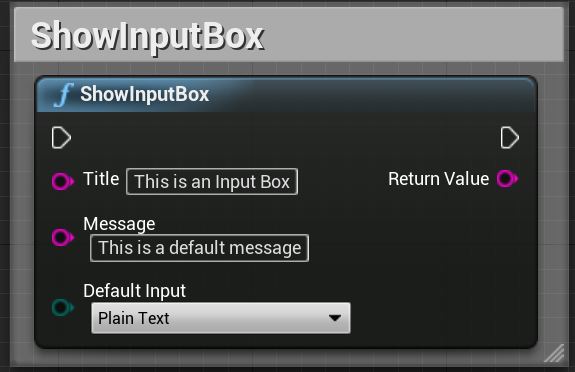 ShowInputBox
f ShowInputBox
Title This is an Input Box Return Value
Message
This is a default message
Default Input
Plain Text